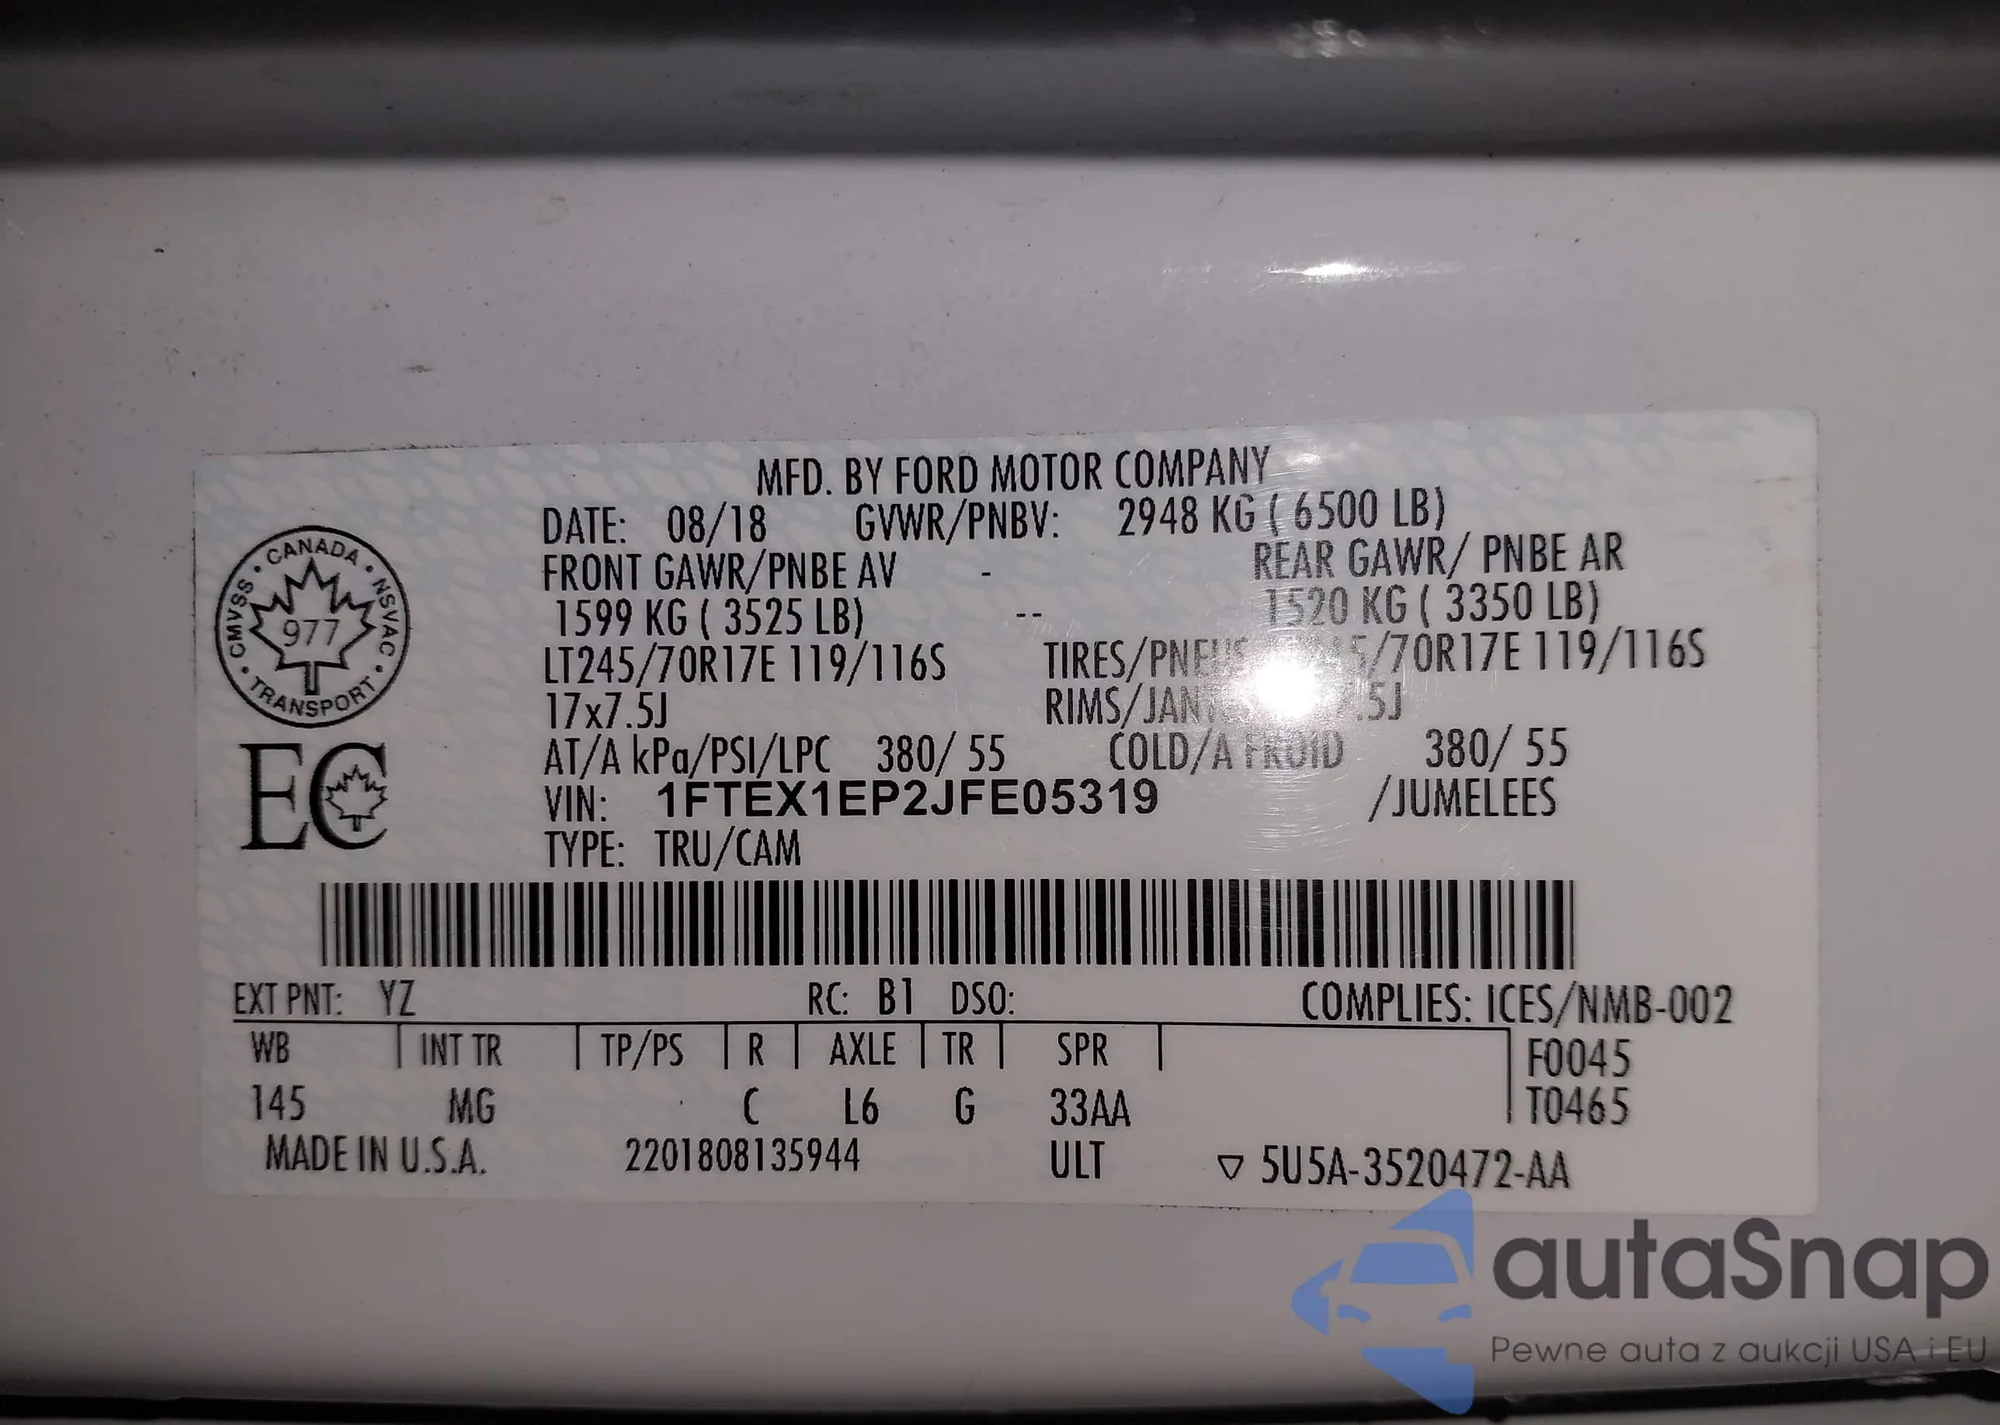 MFD. BY FORD MOTOR COMPANY
DATE: 08/18 GVWR/PNBV: 2948 KG ( 6500 LB)
FRONT GAWR/PNBE AV - REAR GAWR/ PNBE AR
1599 KG ( 3525 LB) -- 1520 KG ( 3350 LB)
LT245/70R17E 119/116S TIRES/PNEUS /70R17E 119/116S
17x7.5J RIMS/
AT/A kPa/PSI/LPC 380/ 55 COLD/A FROID 380/ 55
VIN: 1FTEX1EP2JFE05319 /JUMELEES
TYPE: TRU/CAM
CANADA
CMVSS
NSVAC
977
TRANSPORT
EC
EXT PNT: YZ RC: B1 DSO: COMPLIES: ICES/NMB-002
WB | INT TR | TP/PS | R | AXLE | TR | SPR | F0045
145 MG C L6 G 33AA T0465
MADE IN U.S.A. 2201808135944 ULT ▽ 5U5A-3520472-AA
autaSnap
Pewne auta z aukcji USA i EU